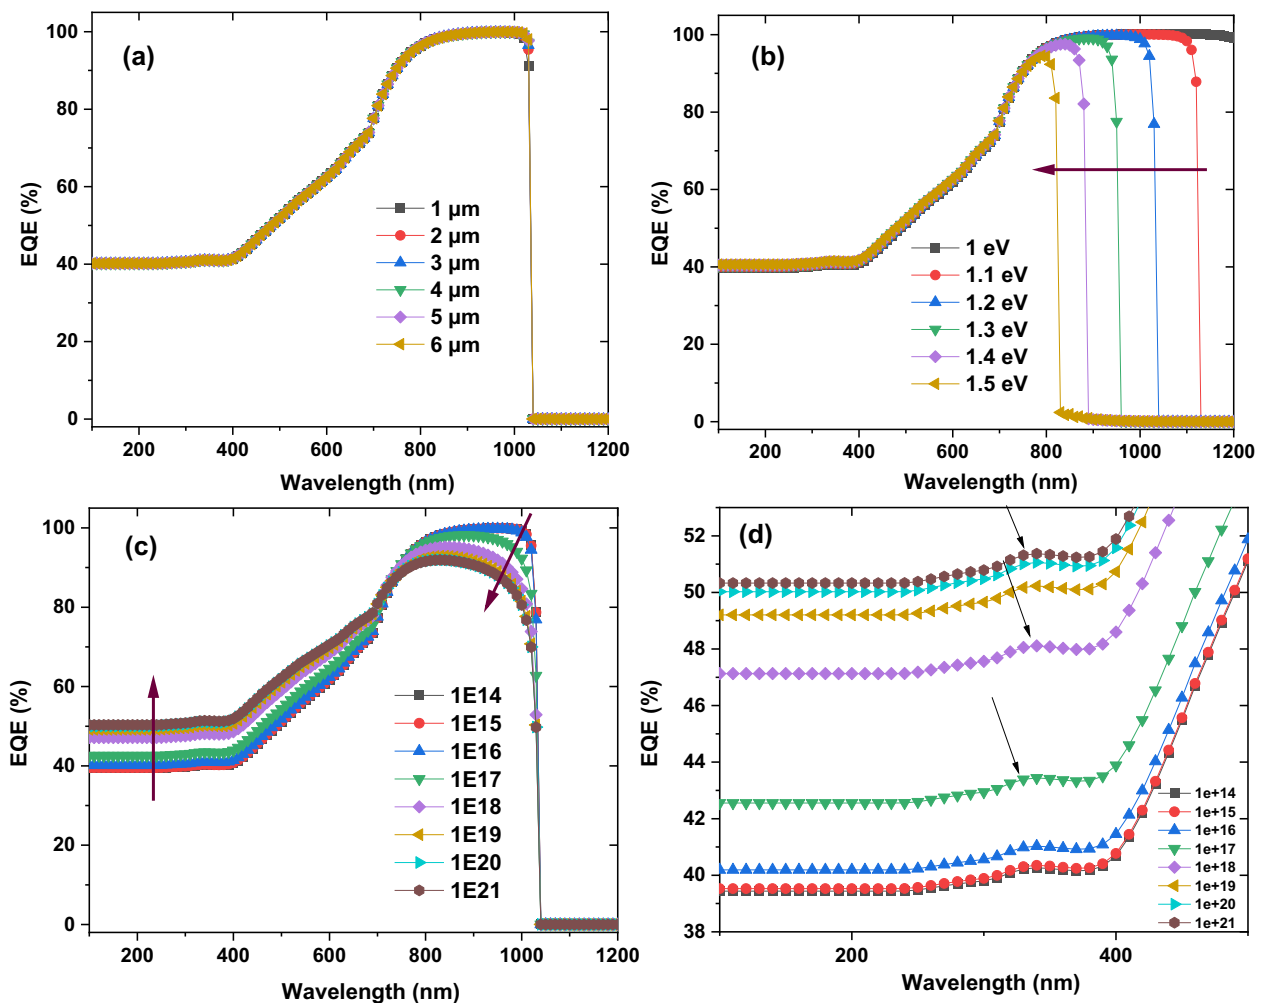 (a)
120
100
80
60
40
20
0
EQE (%)
1 µm
2 µm
3 µm
4 µm
5 µm
6 µm
200 400 600 800 1000 1200
Wavelength (nm)
(b)
100
80
60
40
20
0
EQE (%)
1 eV
1.1 eV
1.2 eV
1.3 eV
1.4 eV
1.5 eV
200 400 600 800 1000 1200
Wavelength (nm)
(c)
100
80
60
40
20
0
EQE (%)
1E14
1E15
1E16
1E17
1E18
1E19
1E20
1E21
200 400 600 800 1000 1200
Wavelength (nm)
(d)
52
50
48
46
44
42
40
38
EQE (%)
1e+14
1e+15
1e+16
1e+17
1e+18
1e+19
1e+20
1e+21
200 400
Wavelength (nm)